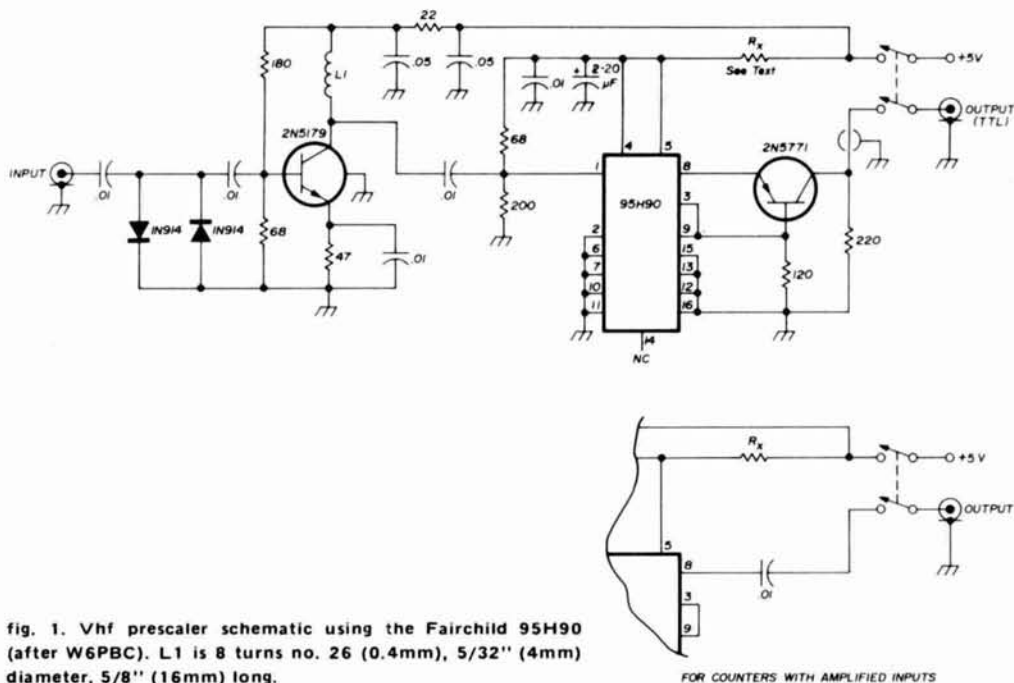 22
180
L1
.05
.05
.01
2-20
µF
+
Rx
See Text
+5V
OUTPUT
(TTL)
2N5179
2N5771
INPUT
.01
.01
.01
68
200
1
4
5
8
95H90
3
2
9
6
15
7
13
10
12
11
16
14
NC
1N914
1N914
68
47
.01
120
220
Rx
+5V
OUTPUT
5
8
.01
3
9
fig. 1. Vhf prescaler schematic using the Fairchild 95H90
(after W6PBC). L1 is 8 turns no. 26 (0.4mm), 5/32" (4mm)
diameter, 5/8" (16mm) long.
FOR COUNTERS WITH AMPLIFIED INPUTS